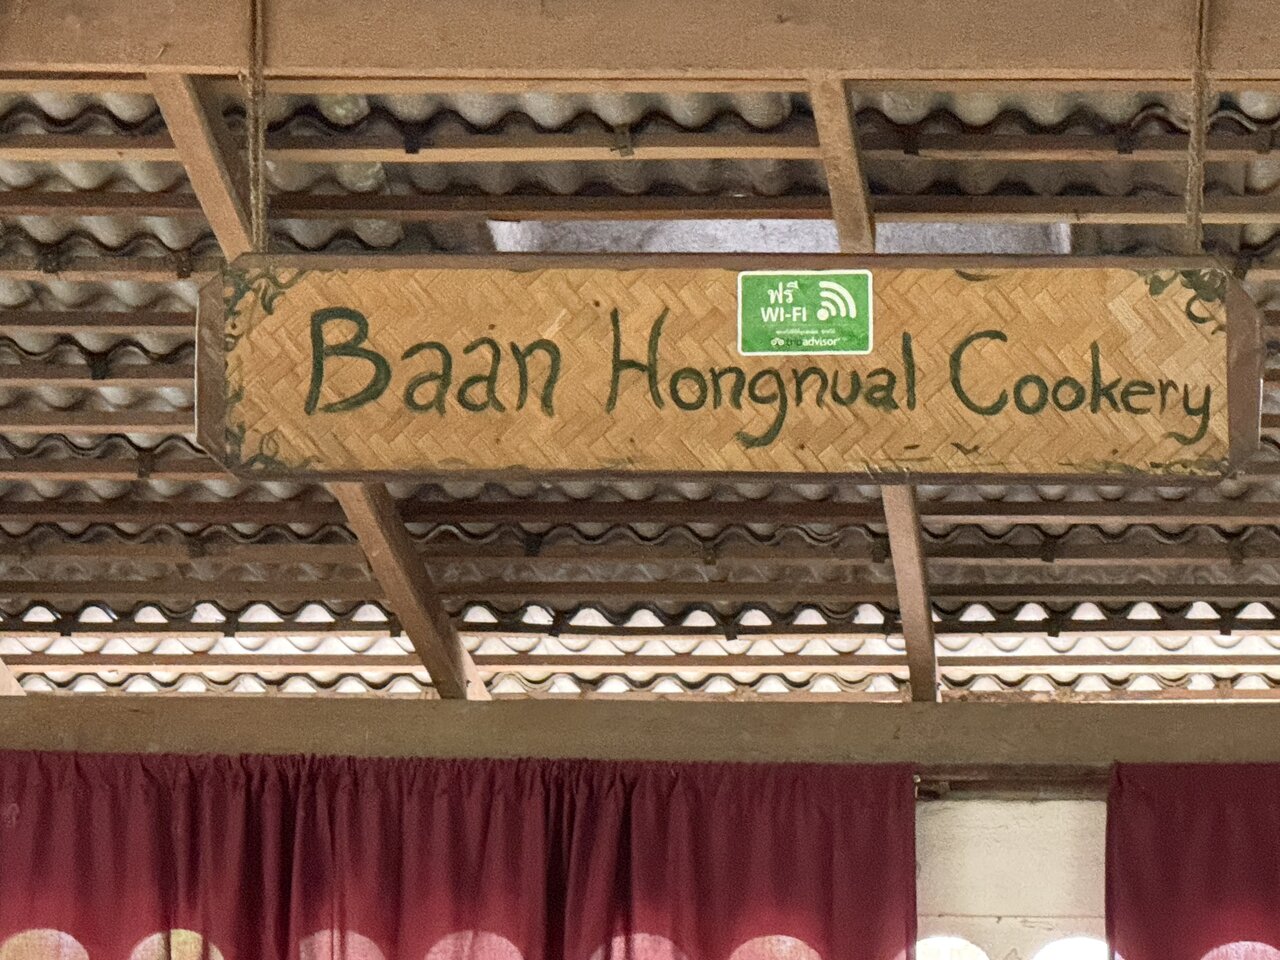 ฟรี
WI-FI
tripadvisor
Baan Hongnual Cookery